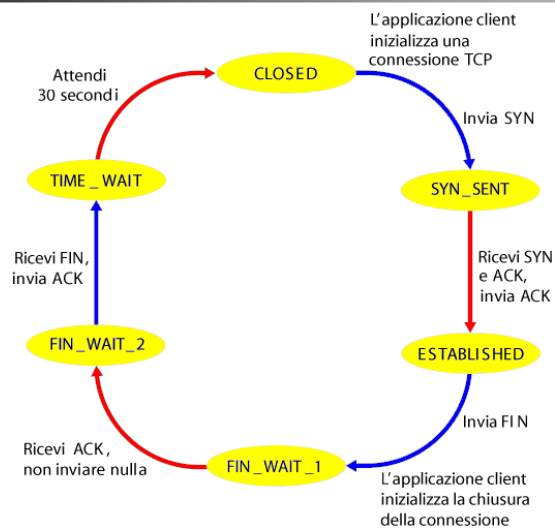 L'applicazione client
inizializza una
connessione TCP
Attendi
30 secondi
CLOSED
Invia SYN
TIME_WAIT
SYN_SENT
Ricevi FIN,
invia ACK
Ricevi SYN
e ACK,
invia ACK
FIN_WAIT_2
ESTABLISHED
Invia FIN
Ricevi ACK,
non inviare nulla
FIN_WAIT_1
L'applicazione client
inizializza la chiusura
della connessione